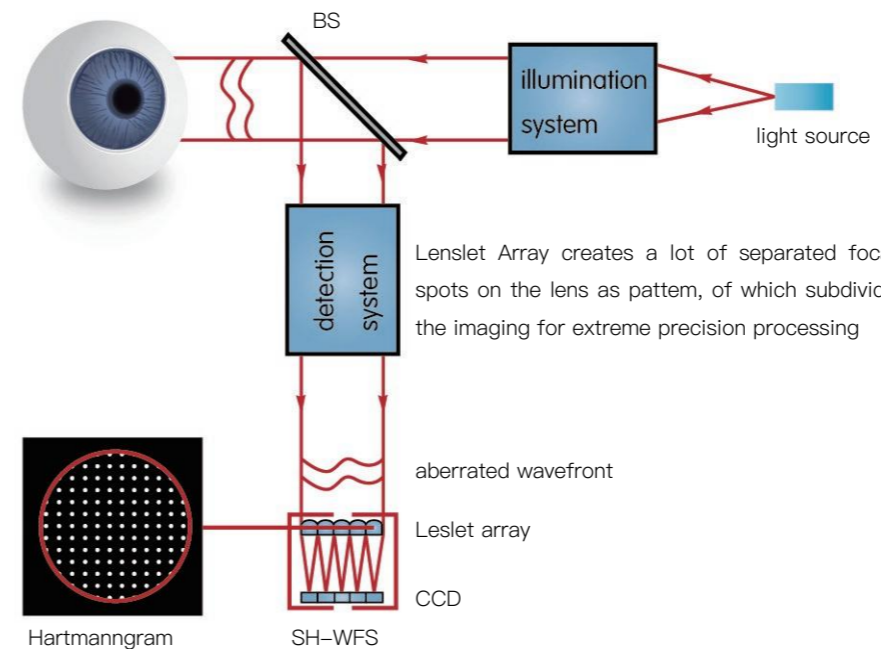 BS
illumination
system
light source
detection
system
Lenslet Array creates a lot of separated foc
spots on the lens as pattem, of which subdivid
the imaging for extreme precision processing
aberrated wavefront
Leslet array
CCD
Hartmanngram
SH-WFS